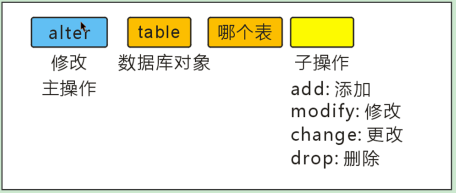 alter table 哪个表
修改 数据库对象 子操作
主操作
add: 添加
modify: 修改
change: 更改
drop: 删除